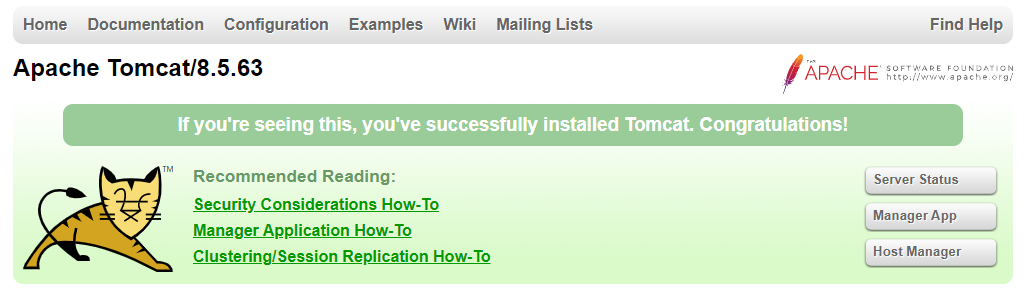 Home Documentation Configuration Examples Wiki Mailing Lists Find Help
Apache Tomcat/8.5.63
THE
APACHE SOFTWARE FOUNDATION
http://www.apache.org/
If you're seeing this, you've successfully installed Tomcat. Congratulations!
TM
Recommended Reading:
Security Considerations How-To
Manager Application How-To
Clustering/Session Replication How-To
Server Status
Manager App
Host Manager